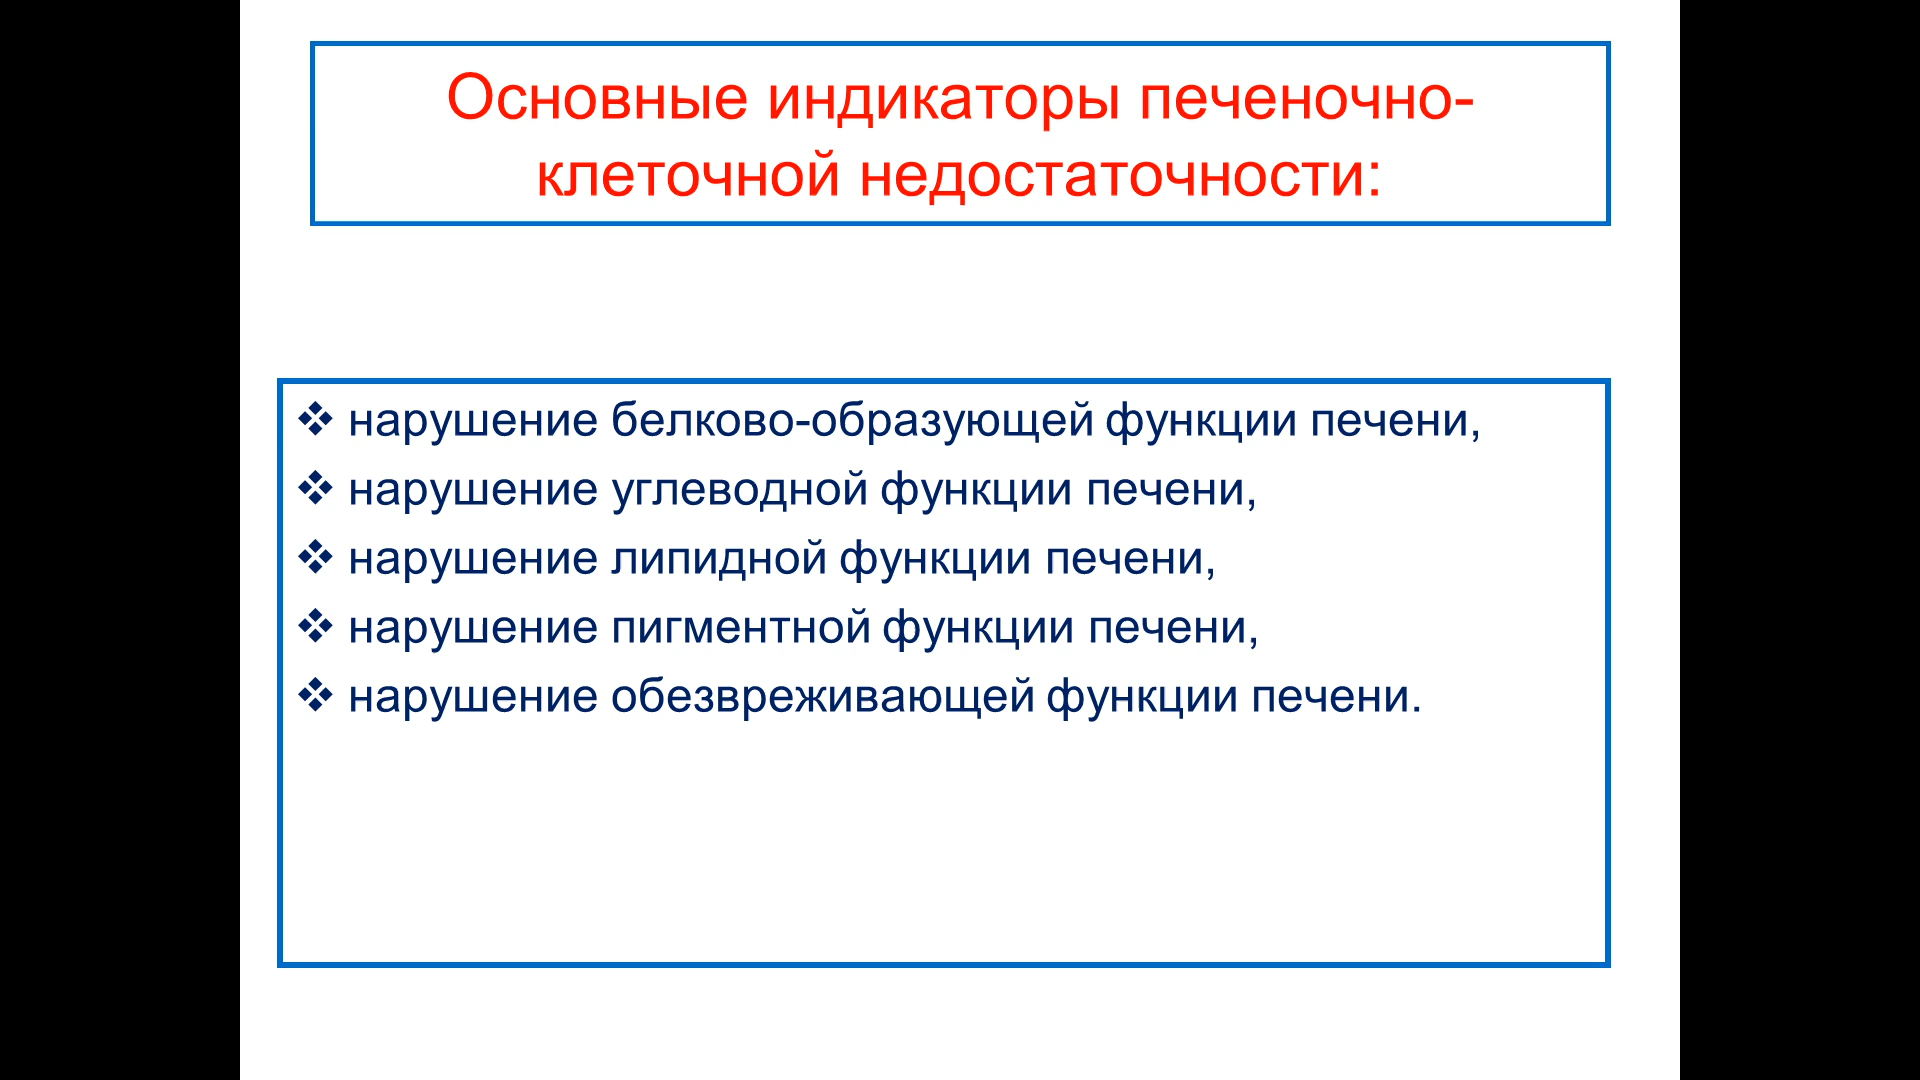 Основные индикаторы печеночно-
клеточной недостаточности:
❖ нарушение белково-образующей функции печени,
❖ нарушение углеводной функции печени,
❖ нарушение липидной функции печени,
❖ нарушение пигментной функции печени,
❖ нарушение обезвреживающей функции печени.